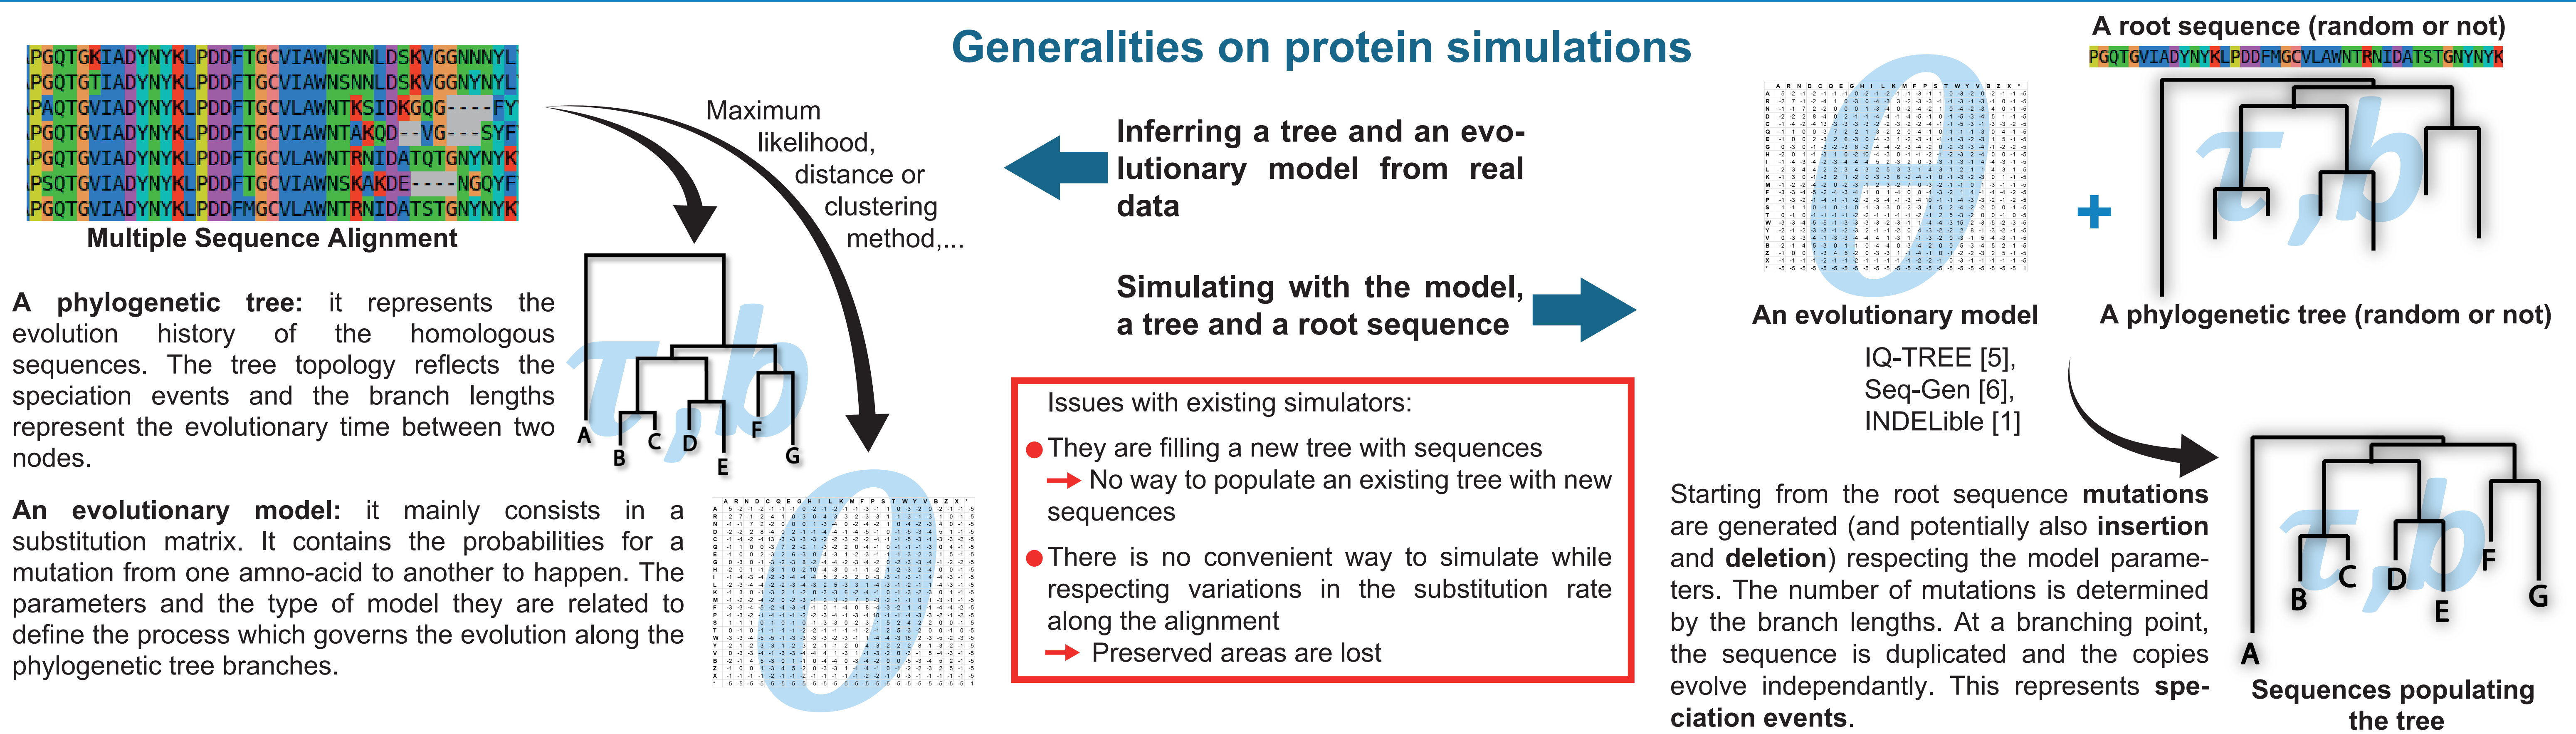 Generalities on protein simulations
PGQTGKIADYNYKLPDDFTGCVIAWNSNNLDSKVGGNNNYL
PGQTGTIADYNYKLPDDFTGCVIAWNSNNLDSKVGGNYNYL
PAQTGVIADYNYKLPDDFTGCVLAWNTKSIDKGQG----FY
PGQTGVIADYNYKLPDDFTGCVIAWNTAKQD--VG---SYF
PGQTGVIADYNYKLPDDFTGCVLAWNTRNIDATQTGNYNYK
PSQTGVIADYNYKLPDDFTGCVIAWNSKAKDE----NGQYF
PGQTGVIADYNYKLPDDFMGCVLAWNTRNIDATSTGNYNYK
Multiple Sequence Alignment
Maximum
likelihood,
distance or
clustering
method,...
A phylogenetic tree: it represents the
evolution history of the homologous
sequences. The tree topology reflects the
speciation events and the branch lengths
represent the evolutionary time between two
nodes.
τ,b
A
B
C
D
E
F
G
An evolutionary model: it mainly consists in a
substitution matrix. It contains the probabilities for a
mutation from one amno-acid to another to happen. The
parameters and the type of model they are related to
define the process which governs the evolution along the
phylogenetic tree branches.
θ
A R N D C Q E G H I L K M F P S T W Y V B Z X *
Inferring a tree and an evo-
lutionary model from real
data
Simulating with the model,
a tree and a root sequence
Issues with existing simulators:
They are filling a new tree with sequences
No way to populate an existing tree with new
sequences
There is no convenient way to simulate while
respecting variations in the substitution rate
along the alignment
Preserved areas are lost
A R N D C Q E G H I L K M F P S T W Y V B Z X *
θ
An evolutionary model
+
A root sequence (random or not)
PGQTGVIADYNYKLPDDFMGCVLAWNTRNIDATSTGNYNYK
τ,b
A phylogenetic tree (random or not)
IQ-TREE [5],
Seq-Gen [6],
INDELible [1]
Starting from the root sequence mutations
are generated (and potentially also insertion
and deletion) respecting the model parame-
ters. The number of mutations is determined
by the branch lengths. At a branching point,
the sequence is duplicated and the copies
evolve independantly. This represents spe-
ciation events.
τ,b
A
B
C
D
E
F
G
Sequences populating
the tree